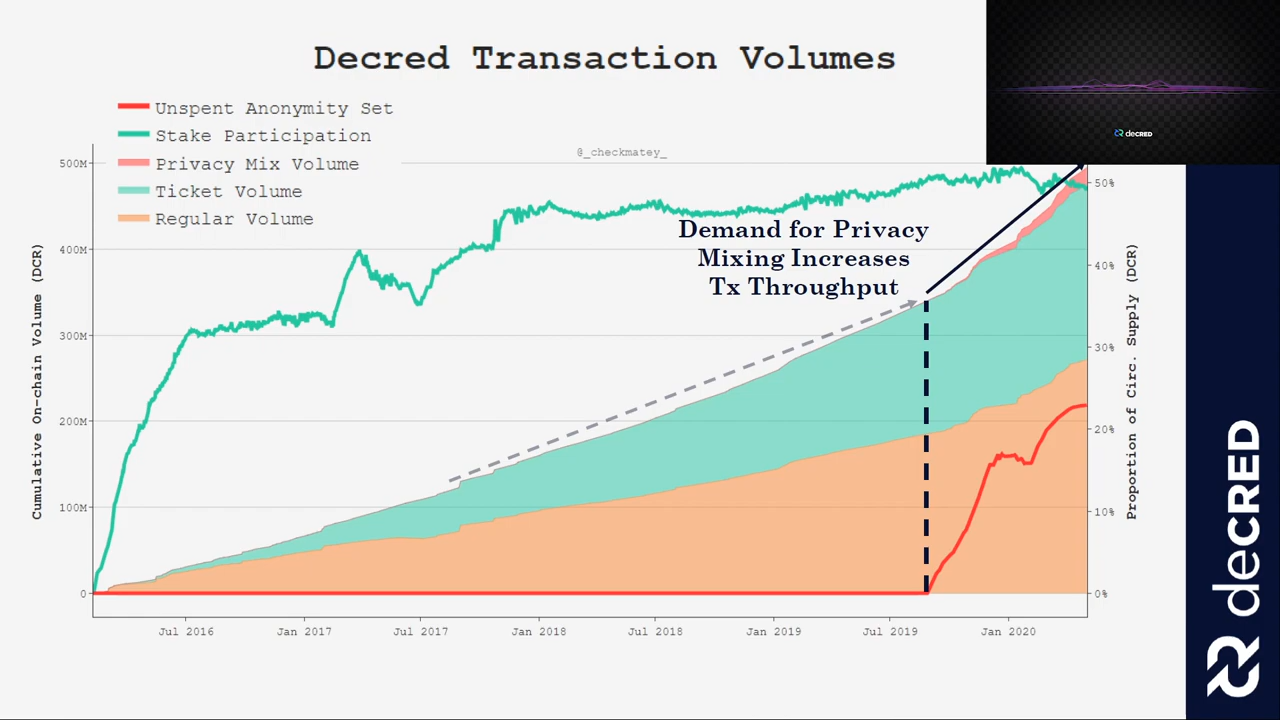 Decred Transaction Volumes
decRED
Unspent Anonymity Set
Stake Participation
Privacy Mix Volume
Ticket Volume
Regular Volume
@_checkmatey_
Demand for Privacy
Mixing Increases
Tx Throughput
Cumulative On-chain Volume (DCR)
500M
400M
300M
200M
100M
0
50%
40%
30%
20%
10%
0%
Proportion of Circ. Supply (DCR)
Jul 2016
Jan 2017
Jul 2017
Jan 2018
Jul 2018
Jan 2019
Jul 2019
Jan 2020
decRED